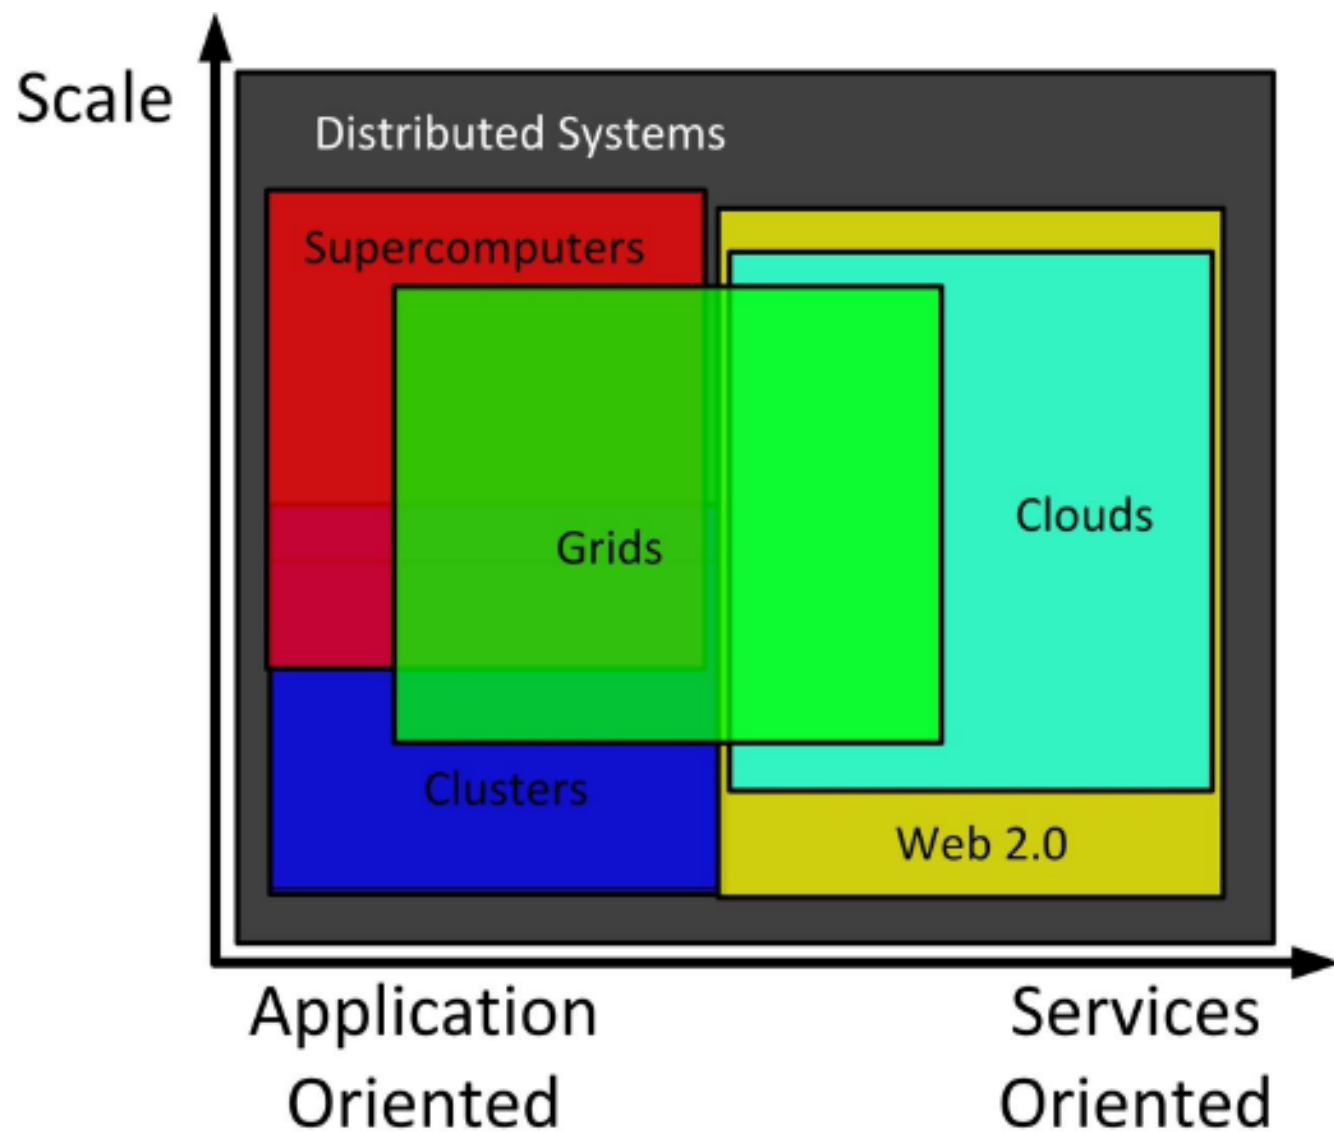 Scale
Distributed Systems
Supercomputers
Grids
Clouds
Clusters
Web 2.0
Application
Oriented
Services
Oriented